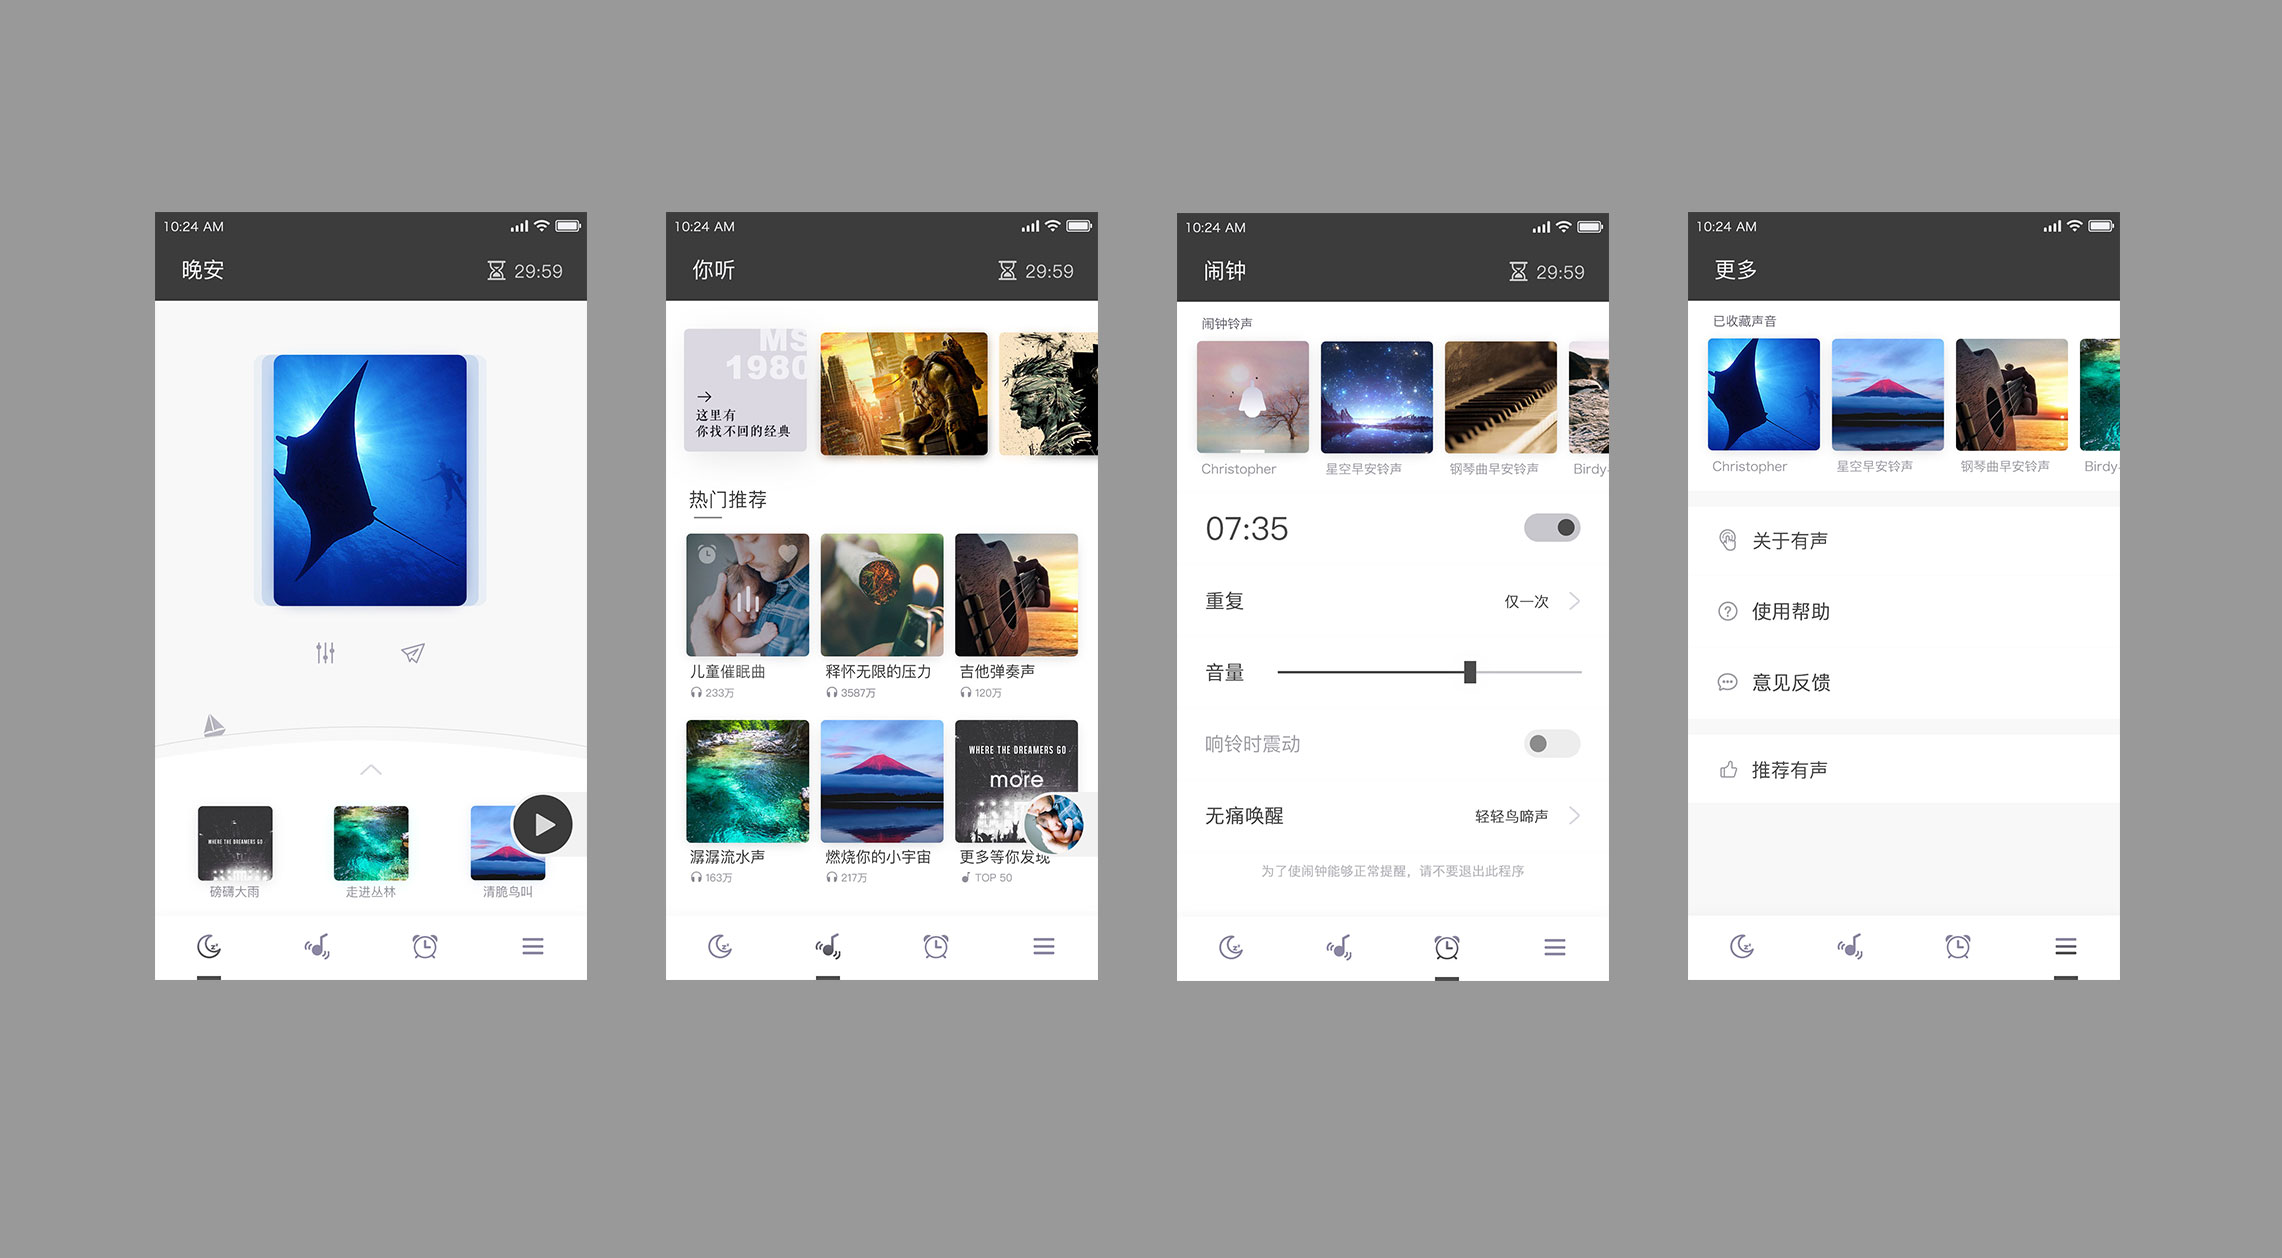 10:24 AM
晚安
29:59
WHERE THE DREAMERS GO
磅礴大雨
走进丛林
清脆鸟叫
10:24 AM
你听
29:59
MS
1980
这里有
你找不回的经典
热门推荐
儿童催眠曲
释怀无限的压力
吉他弹奏声
233万
3587万
120万
WHERE THE DREAMERS GO
more
潺潺流水声
燃烧你的小宇宙
更多等你发现
163万
217万
TOP 50
10:24 AM
闹钟
29:59
闹钟铃声
Christopher
星空早安铃声
钢琴曲早安铃声
Birdy
07:35
重复
仅一次
音量
响铃时震动
无痛唤醒
轻轻鸟啼声
为了使闹钟能够正常提醒，请不要退出此程序
10:24 AM
更多
已收藏声音
Christopher
星空早安铃声
钢琴曲早安铃声
Birdy
关于有声
使用帮助
意见反馈
推荐有声